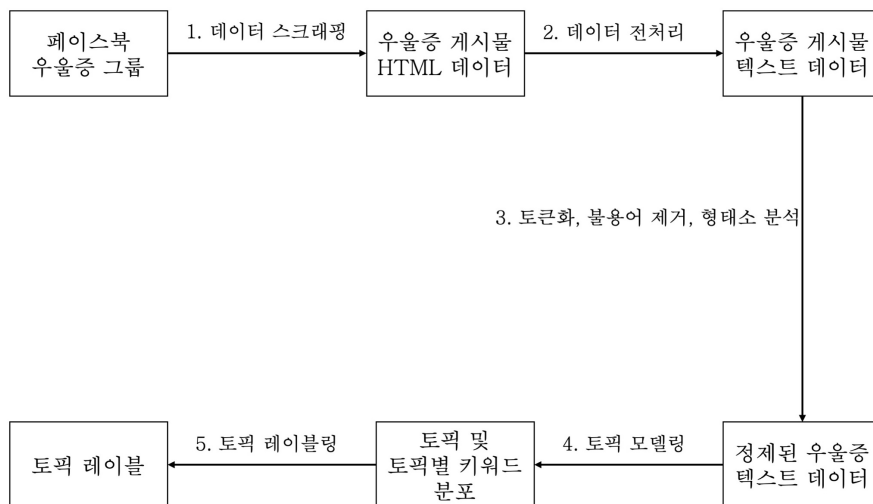 페이스북
우울증 그룹
1. 데이터 스크래핑
우울증 게시물
HTML 데이터
2. 데이터 전처리
우울증 게시물
텍스트 데이터
3. 토큰화, 불용어 제거, 형태소 분석
정제된 우울증
텍스트 데이터
4. 토픽 모델링
토픽 및
토픽별 키워드
분포
5. 토픽 레이블링
토픽 레이블